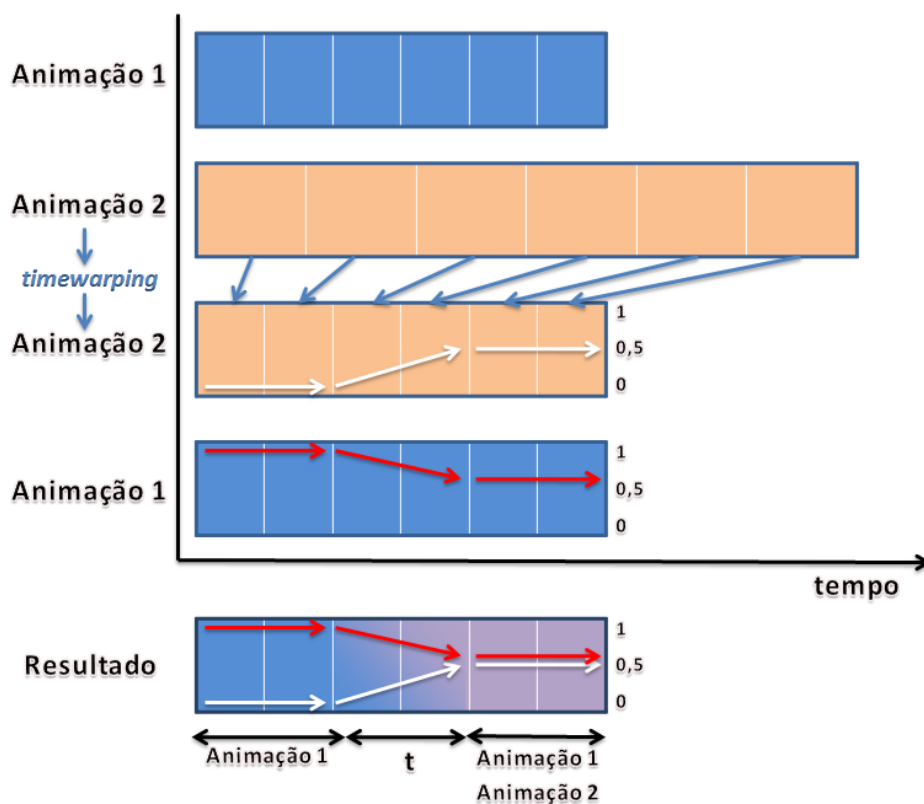 Animação 1
Animação 2
timewarping
Animação 2
1
0,5
0
Animação 1
1
0,5
0
tempo
Resultado
1
0,5
0
Animação 1
t
Animação 1
Animação 2